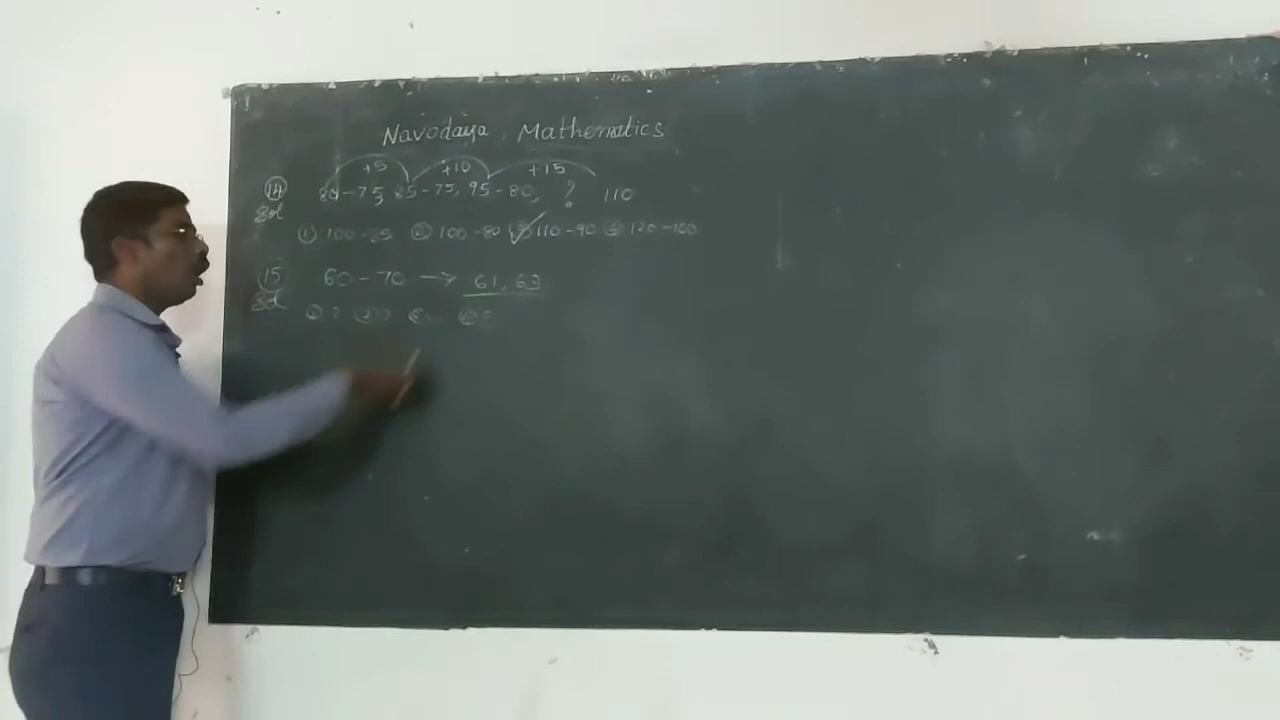 Navodaya, Mathematics
+5 +10 +15
14 80-75, 85-75, 95-80, ? 110
Sol
① 100-85 ② 100-80 ③ 110-90 ④ 120-100
15 60-70 → 61, 63
Sol
①